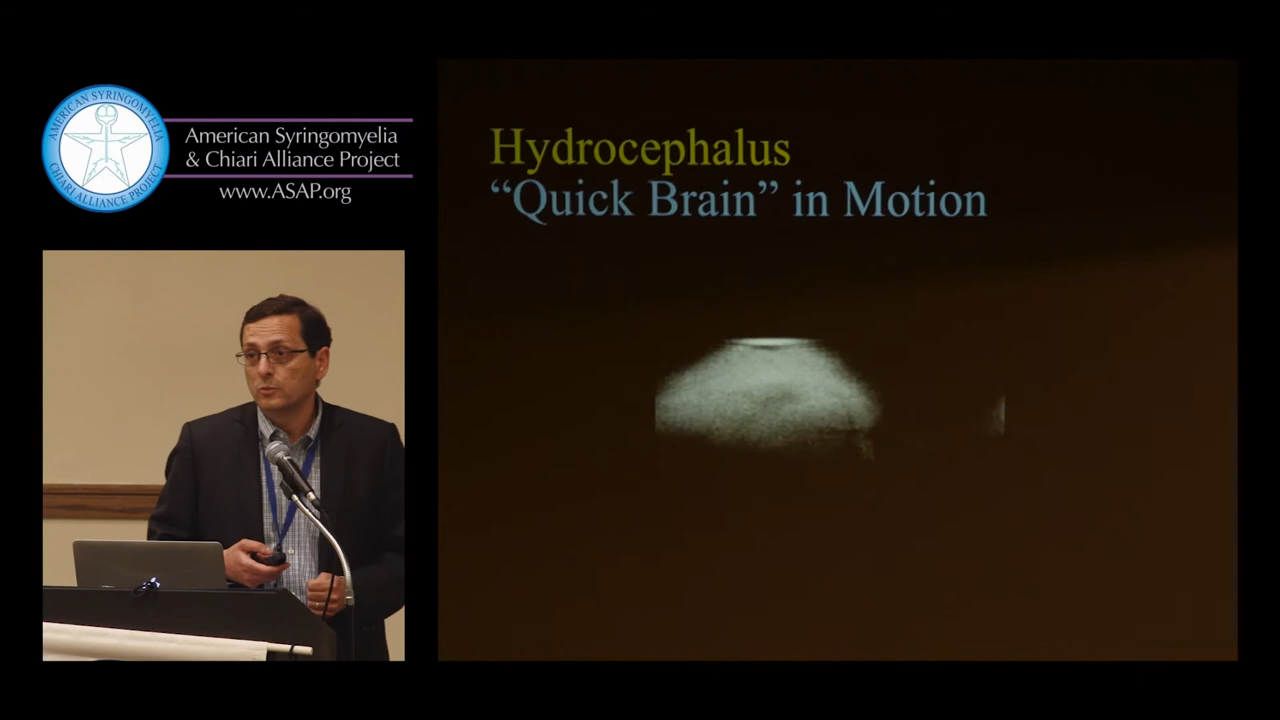 AMERICAN SYRINGOMYELIA
CHIARI ALLIANCE PROJECT
American Syringomyelia
& Chiari Alliance Project
www.ASAP.org
Hydrocephalus
“Quick Brain” in Motion